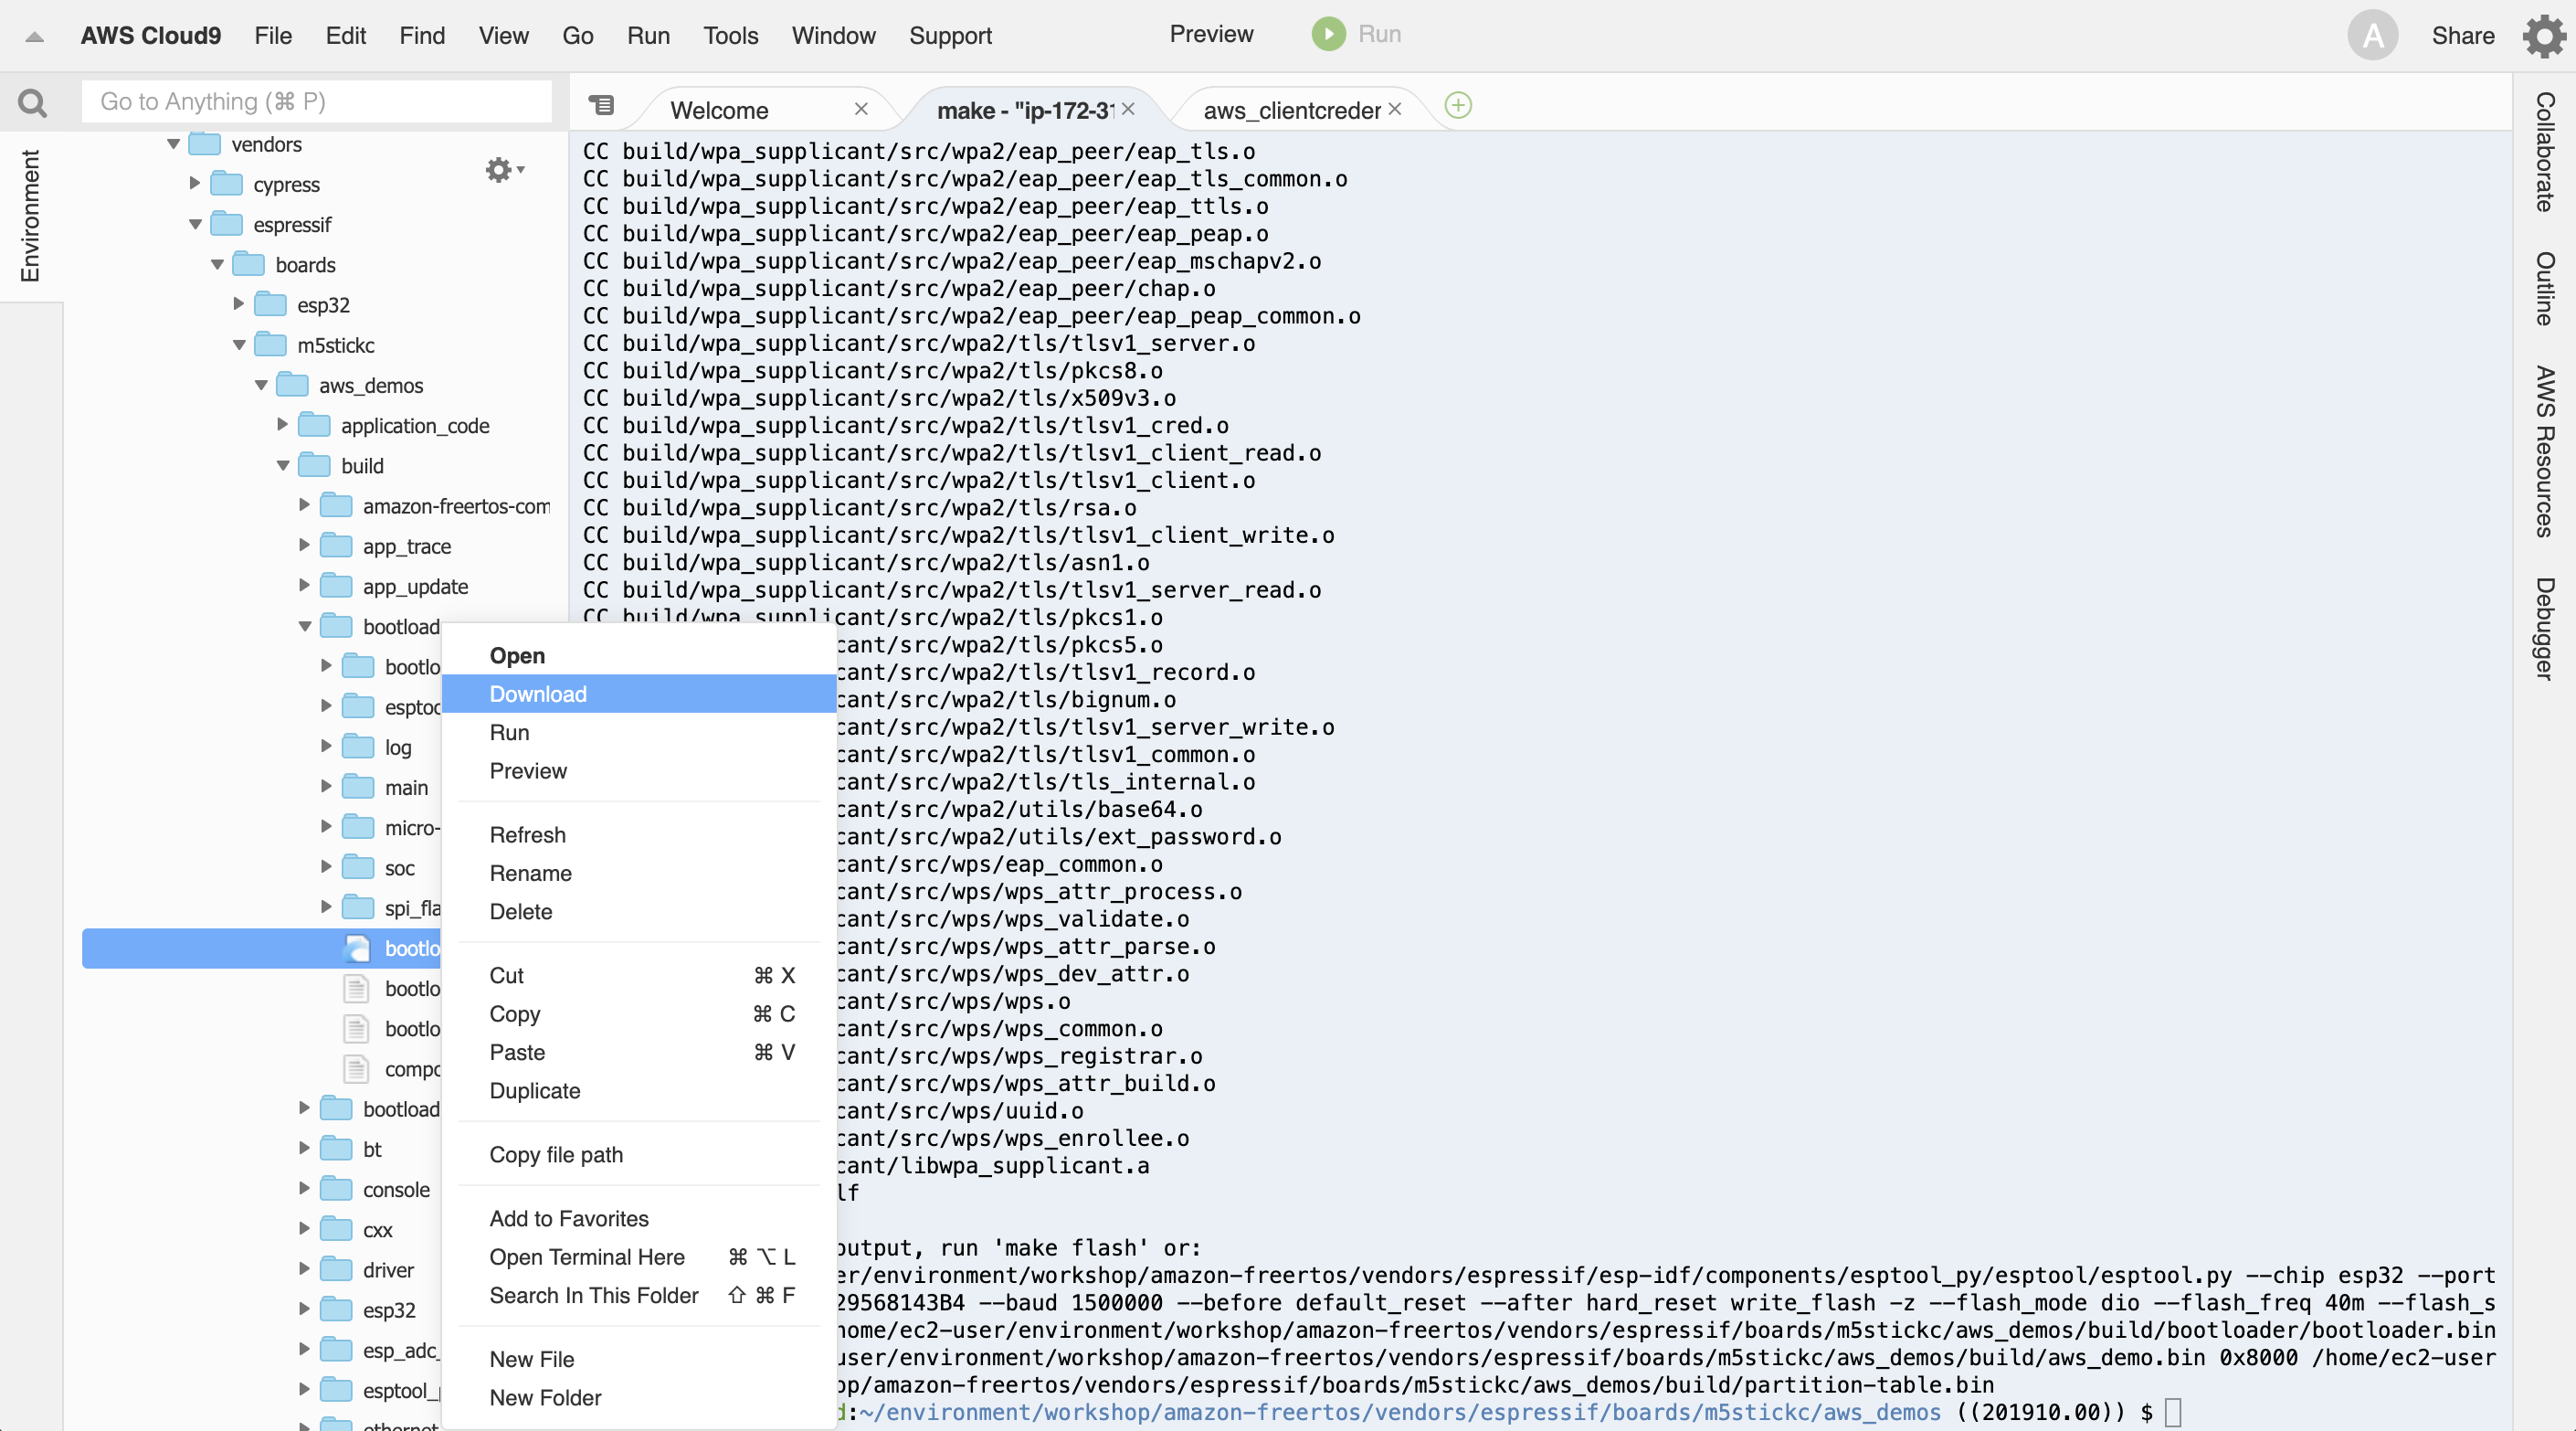 AWS Cloud9 File Edit Find View Go Run Tools Window Support Preview Run A Share
Go to Anything (⌘ P)
Welcome
make - "ip-172-31
aws_clientcreder
Environment
vendors
cypress
espressif
boards
esp32
m5stickc
aws_demos
application_code
build
amazon-freertos-com
app_trace
app_update
bootload
bootlo
esptoo
log
main
micro-
soc
spi_fla
bootlo
bootlo
bootlo
compo
bootload
bt
console
cxx
driver
esp32
esp_adc_
esptool_p
ethernet
Open
Download
Run
Preview
Refresh
Rename
Delete
Cut ⌘ X
Copy ⌘ C
Paste ⌘ V
Duplicate
Copy file path
Add to Favorites
Open Terminal Here ⌘ ⌥ L
Search In This Folder ⇧ ⌘ F
New File
New Folder
CC build/wpa_supplicant/src/wpa2/eap_peer/eap_tls.o
CC build/wpa_supplicant/src/wpa2/eap_peer/eap_tls_common.o
CC build/wpa_supplicant/src/wpa2/eap_peer/eap_ttls.o
CC build/wpa_supplicant/src/wpa2/eap_peer/eap_peap.o
CC build/wpa_supplicant/src/wpa2/eap_peer/eap_mschapv2.o
CC build/wpa_supplicant/src/wpa2/eap_peer/chap.o
CC build/wpa_supplicant/src/wpa2/eap_peer/eap_peap_common.o
CC build/wpa_supplicant/src/wpa2/tls/tlsv1_server.o
CC build/wpa_supplicant/src/wpa2/tls/pkcs8.o
CC build/wpa_supplicant/src/wpa2/tls/x509v3.o
CC build/wpa_supplicant/src/wpa2/tls/tlsv1_cred.o
CC build/wpa_supplicant/src/wpa2/tls/tlsv1_client_read.o
CC build/wpa_supplicant/src/wpa2/tls/tlsv1_client.o
CC build/wpa_supplicant/src/wpa2/tls/rsa.o
CC build/wpa_supplicant/src/wpa2/tls/tlsv1_client_write.o
CC build/wpa_supplicant/src/wpa2/tls/asn1.o
CC build/wpa_supplicant/src/wpa2/tls/tlsv1_server_read.o
CC build/wpa_supplicant/src/wpa2/tls/pkcs1.o
cant/src/wpa2/tls/pkcs5.o
cant/src/wpa2/tls/tlsv1_record.o
cant/src/wpa2/tls/bignum.o
cant/src/wpa2/tls/tlsv1_server_write.o
cant/src/wpa2/tls/tlsv1_common.o
cant/src/wpa2/tls/tls_internal.o
cant/src/wpa2/utils/base64.o
cant/src/wpa2/utils/ext_password.o
cant/src/wps/eap_common.o
cant/src/wps/wps_attr_process.o
cant/src/wps/wps_validate.o
cant/src/wps/wps_attr_parse.o
cant/src/wps/wps_dev_attr.o
cant/src/wps/wps.o
cant/src/wps/wps_common.o
cant/src/wps/wps_registrar.o
cant/src/wps/wps_attr_build.o
cant/src/wps/uuid.o
cant/src/wps/wps_enrollee.o
cant/libwpa_supplicant.a
lf
output, run 'make flash' or:
er/environment/workshop/amazon-freertos/vendors/espressif/esp-idf/components/esptool_py/esptool/esptool.py --chip esp32 --port
29568143B4 --baud 1500000 --before default_reset --after hard_reset write_flash -z --flash_mode dio --flash_freq 40m --flash_s
home/ec2-user/environment/workshop/amazon-freertos/vendors/espressif/boards/m5stickc/aws_demos/build/bootloader/bootloader.bin
user/environment/workshop/amazon-freertos/vendors/espressif/boards/m5stickc/aws_demos/build/aws_demo.bin 0x8000 /home/ec2-user
op/amazon-freertos/vendors/espressif/boards/m5stickc/aws_demos/build/partition-table.bin
d:~/environment/workshop/amazon-freertos/vendors/espressif/boards/m5stickc/aws_demos ((201910.00)) $
Collaborate
Outline
AWS Resources
Debugger